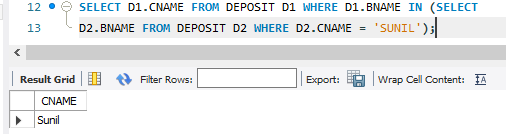 12 SELECT D1.CNAME FROM DEPOSIT D1 WHERE D1.BNAME IN (SELECT
13 D2.BNAME FROM DEPOSIT D2 WHERE D2.CNAME = 'SUNIL');
Result Grid Filter Rows: Export: Wrap Cell Content: IA
CNAME
Sunil